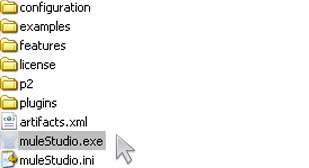 configuration
examples
features
license
p2
plugins
artifacts.xml
muleStudio.exe
muleStudio.ini